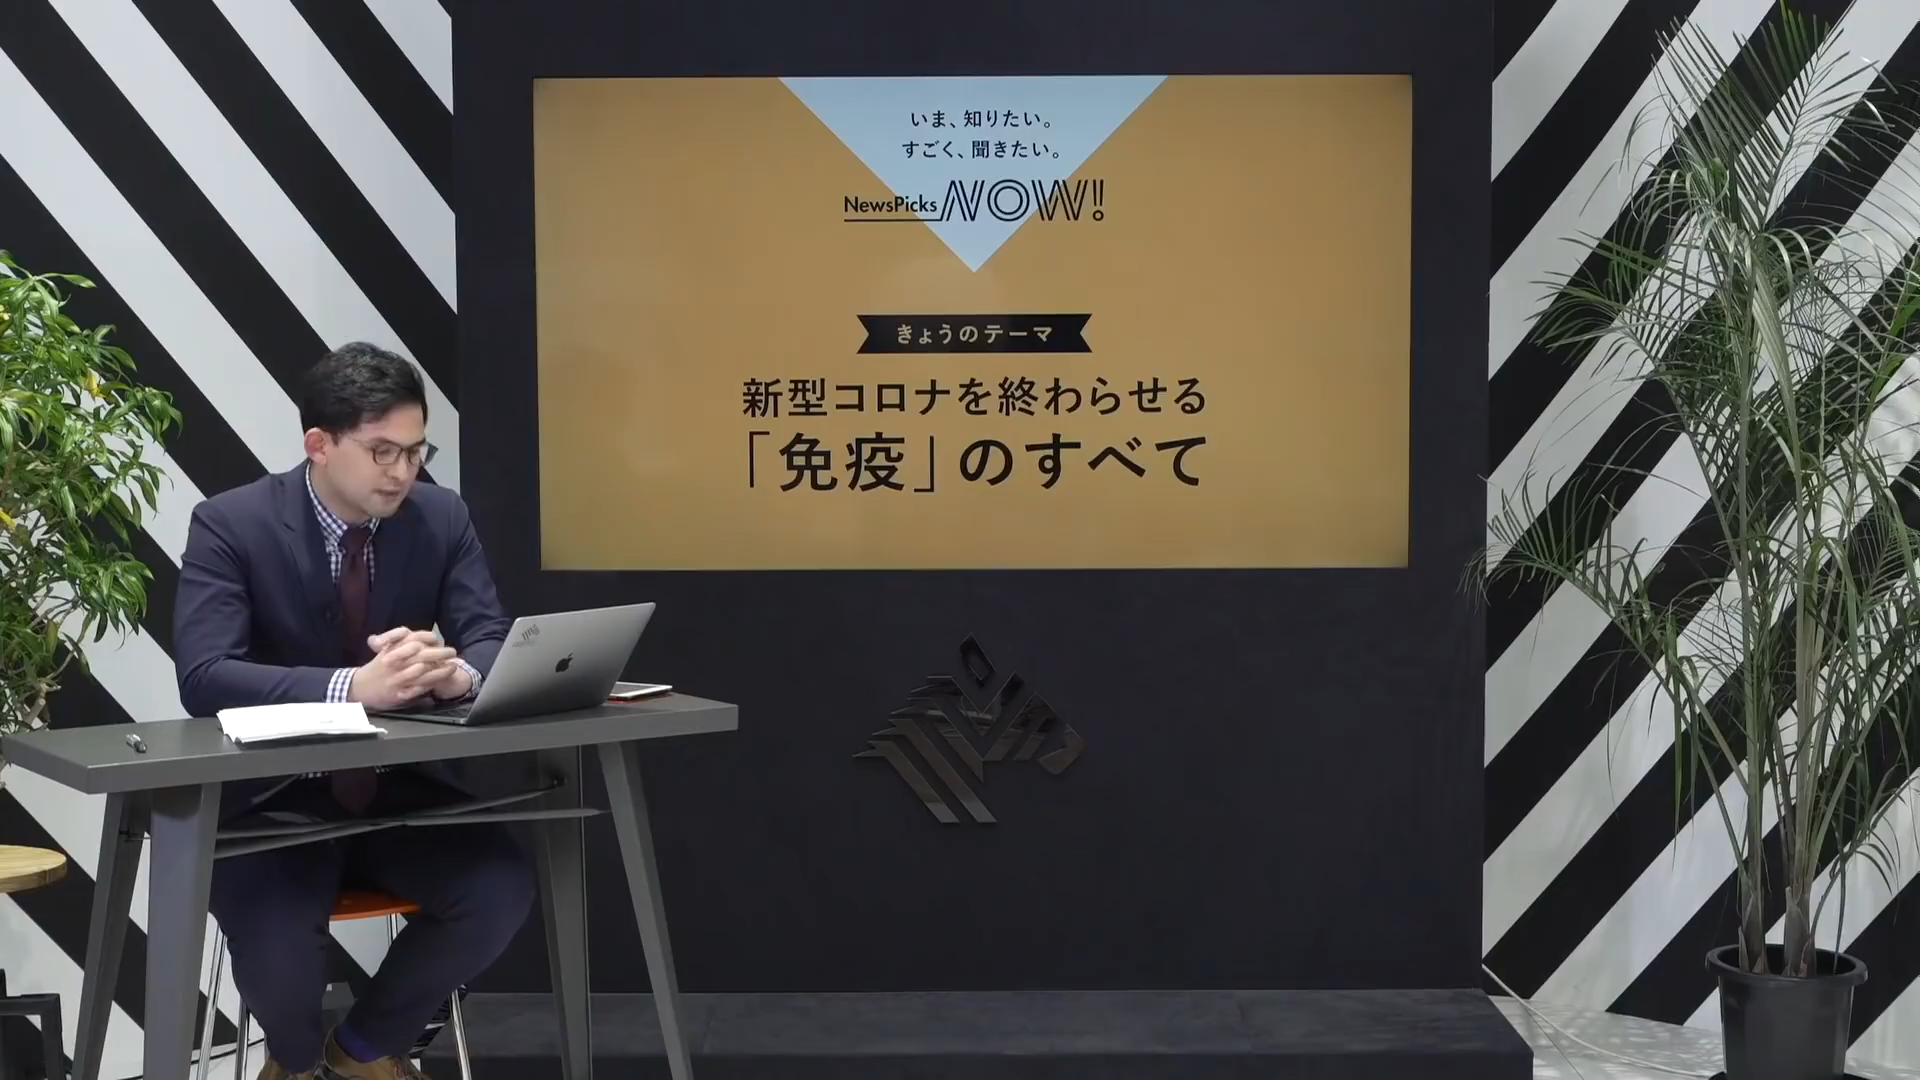 いま、知りたい。
すごく、聞きたい。
NewsPicks NOW!
きょうのテーマ
新型コロナを終わらせる
「免疫」のすべて